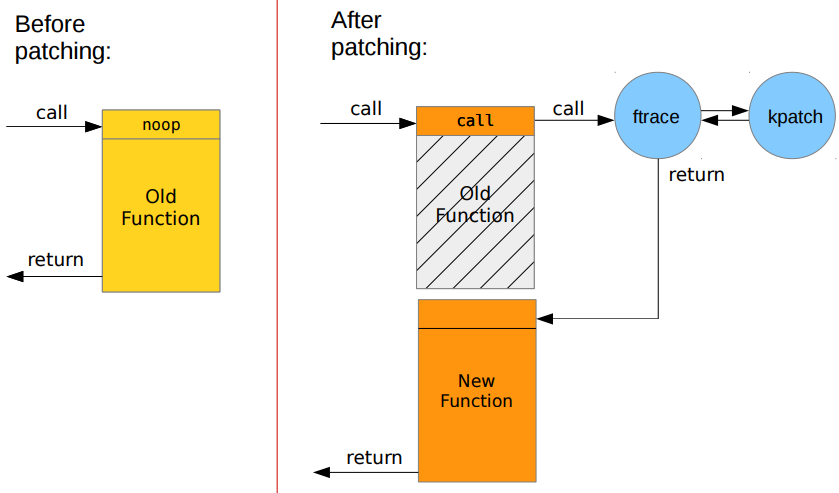 Before
patching:
call
noop
Old
Function
return
After
patching:
call
call
call
ftrace
kpatch
Old
Function
return
New
Function
return